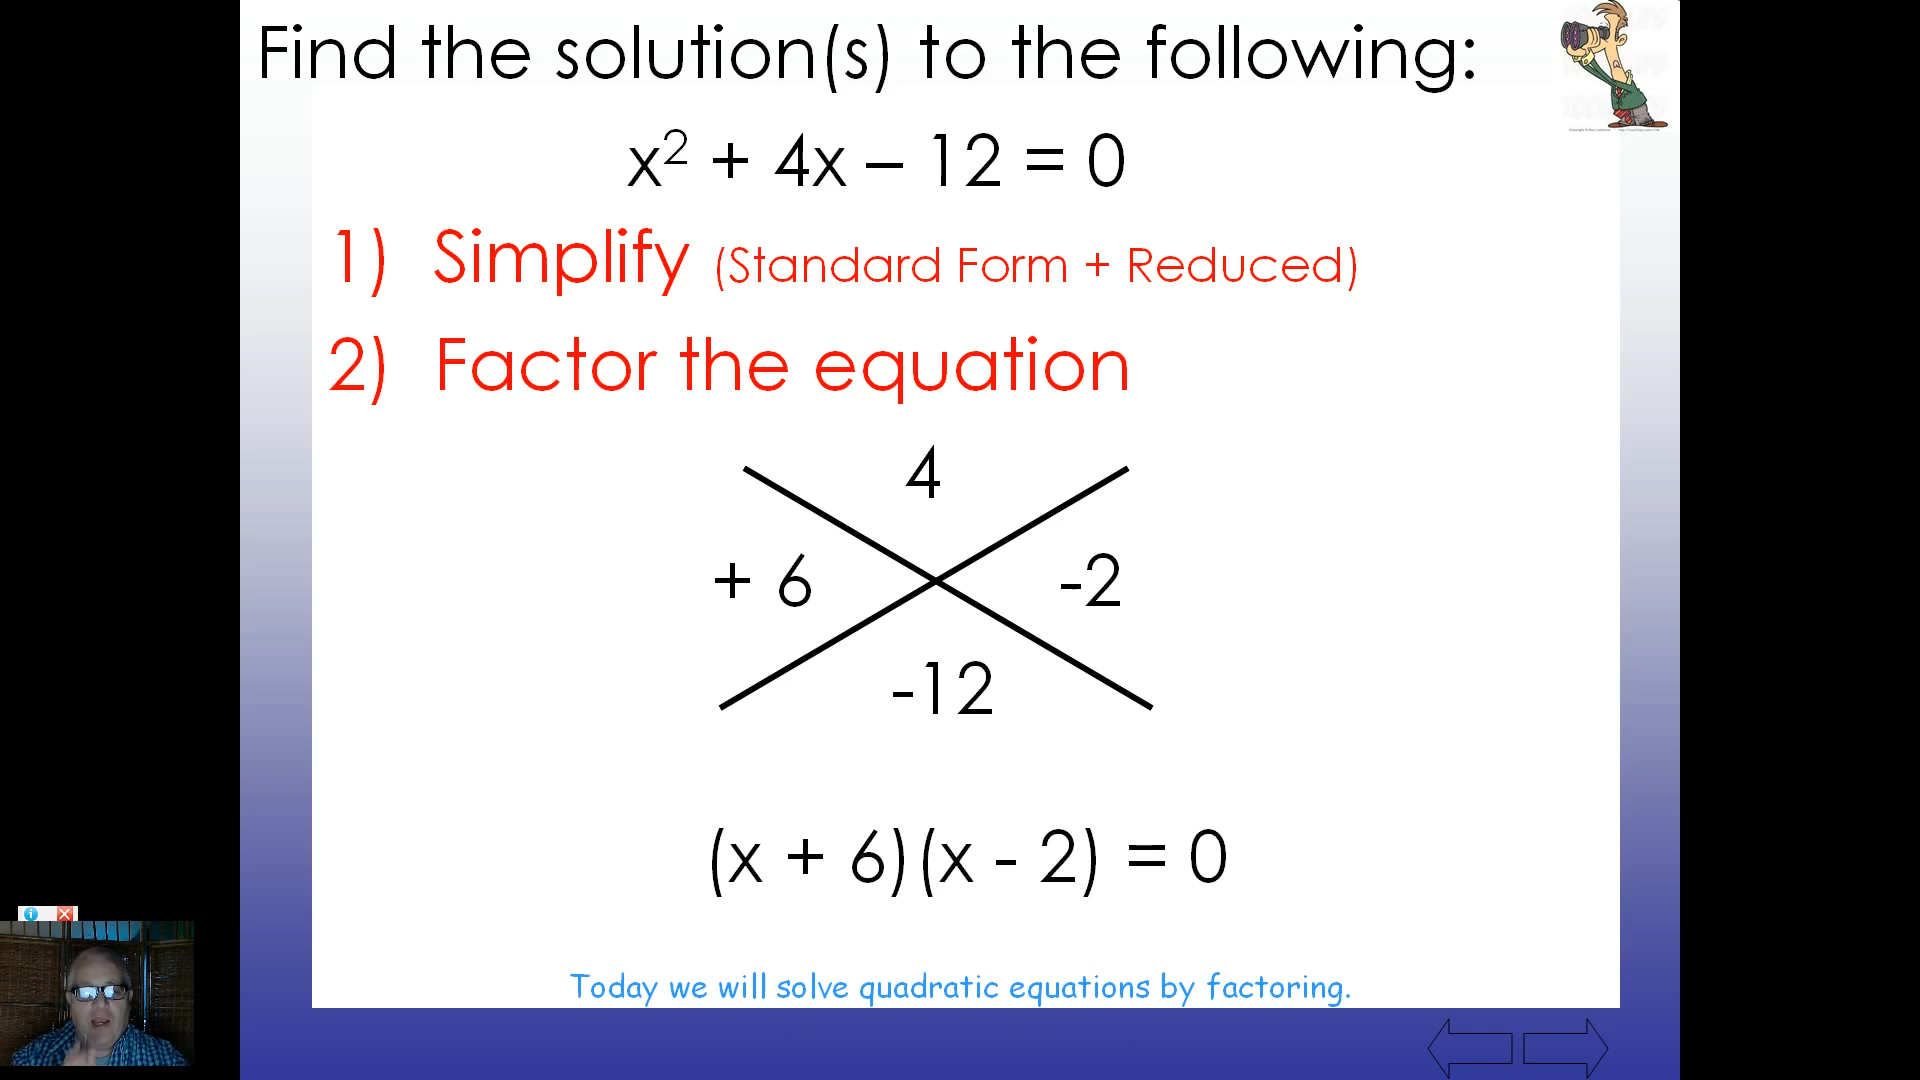 Find the solution(s) to the following:
x² + 4x – 12 = 0
1) Simplify (Standard Form + Reduced)
2) Factor the equation
4
+ 6 -2
-12
(x + 6)(x - 2) = 0
Today we will solve quadratic equations by factoring.